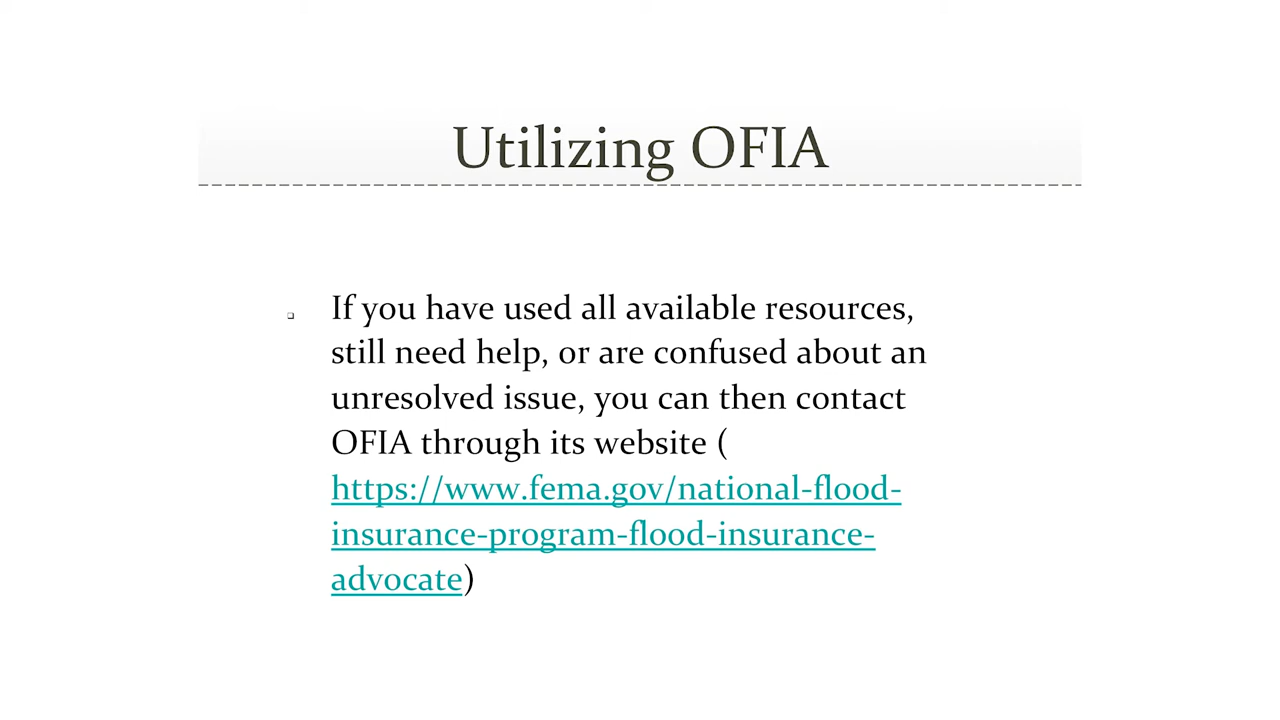 Utilizing OFIA
If you have used all available resources,
still need help, or are confused about an
unresolved issue, you can then contact
OFIA through its website (
https://www.fema.gov/national-flood-
insurance-program-flood-insurance-
advocate)